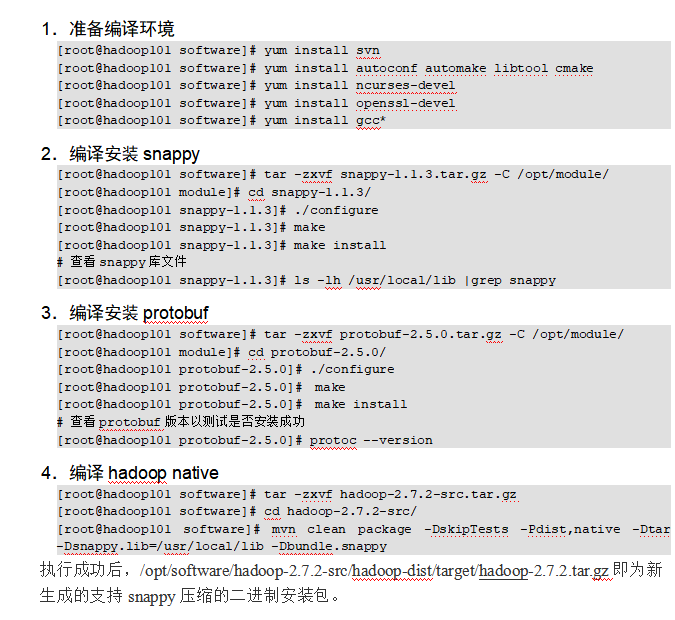 1. 准备编译环境
[root@hadoop101 software]# yum install svn
[root@hadoop101 software]# yum install autoconf automake libtool cmake
[root@hadoop101 software]# yum install ncurses-devel
[root@hadoop101 software]# yum install openssl-devel
[root@hadoop101 software]# yum install gcc*
2. 编译安装 snappy
[root@hadoop101 software]# tar -zxvf snappy-1.1.3.tar.gz -C /opt/module/
[root@hadoop101 module]# cd snappy-1.1.3/
[root@hadoop101 snappy-1.1.3]# ./configure
[root@hadoop101 snappy-1.1.3]# make
[root@hadoop101 snappy-1.1.3]# make install
# 查看 snappy 库文件
[root@hadoop101 snappy-1.1.3]# ls -lh /usr/local/lib |grep snappy
3. 编译安装 protobuf
[root@hadoop101 software]# tar -zxvf protobuf-2.5.0.tar.gz -C /opt/module/
[root@hadoop101 module]# cd protobuf-2.5.0/
[root@hadoop101 protobuf-2.5.0]# ./configure
[root@hadoop101 protobuf-2.5.0]#  make
[root@hadoop101 protobuf-2.5.0]#  make install
# 查看 protobuf 版本以测试是否安装成功
[root@hadoop101 protobuf-2.5.0]# protoc --version
4. 编译 hadoop native
[root@hadoop101 software]# tar -zxvf hadoop-2.7.2-src.tar.gz
[root@hadoop101 software]# cd hadoop-2.7.2-src/
[root@hadoop101 software]# mvn clean package -DskipTests -Pdist,native -Dtar
-Dsnappy.lib=/usr/local/lib -Dbundle.snappy
执行成功后，/opt/software/hadoop-2.7.2-src/hadoop-dist/target/hadoop-2.7.2.tar.gz 即为新
生成的支持 snappy 压缩的二进制安装包。